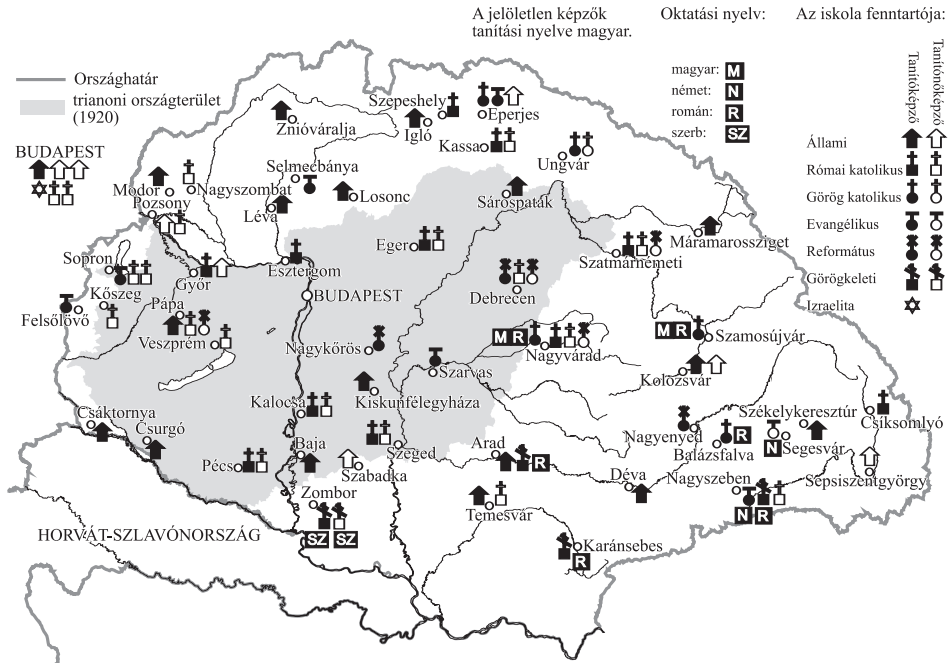 A jelöletlen képzők
tanítási nyelve magyar.
Oktatási nyelv:
magyar: M
német: N
román: R
szerb: SZ
Az iskola fenntartója:
Tanítóképző
Tanítónőképző
Állami
Római katolikus
Görög katolikus
Evangélikus
Református
Görögkeleti
Izraelita
Országhatár
trianoni országterület
(1920)
BUDAPEST
Znióváralja
Szepeshely
Igló
Eperjes
Kassa
Ungvár
Selmecbánya
Modor
Nagyszombat
Pozsony
Léva
Losonc
Sárospatak
Máramarossziget
Sopron
Győr
Esztergom
Eger
Szatmárnémeti
Kőszeg
BUDAPEST
Debrecen
Felsőlövő
Pápa
Veszprém
Nagykőrös
M R
Nagyvárad
M R
Szamosújvár
Szarvas
Kolozsvár
Kiskunfélegyháza
Kalocsa
Csáktornya
Csurgó
Székelykeresztúr
Csíksomlyó
Nagyenyed
Balázsfalva
R
N
Segesvár
Pécs
Baja
Szeged
Szabadka
Arad
R
Déva
Nagyszeben
N R
Sepsiszentgyörgy
Zombor
SZ SZ
Temesvár
HORVÁT-SZLAVÓNORSZÁG
Karánsebes
R